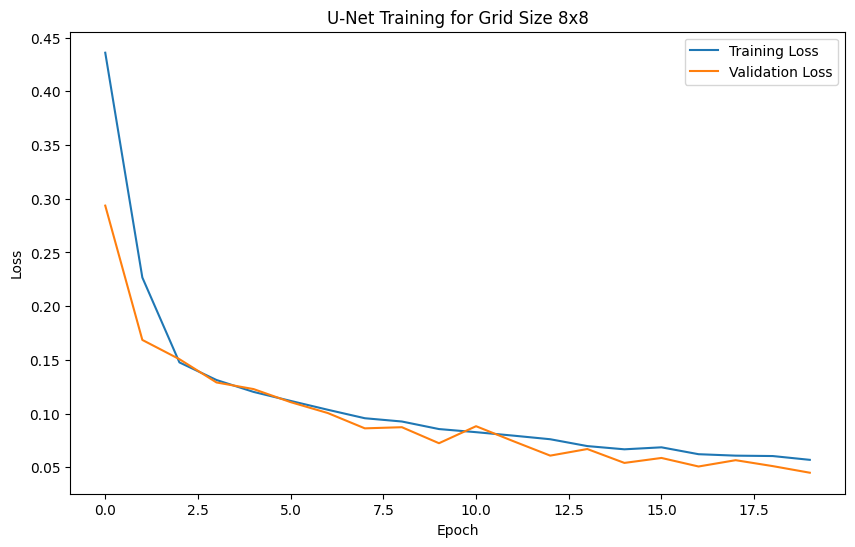 U-Net Training for Grid Size 8x8
Training Loss
Validation Loss
0.45
0.40
0.35
0.30
0.25
0.20
0.15
0.10
0.05
Loss
0.0 2.5 5.0 7.5 10.0 12.5 15.0 17.5
Epoch